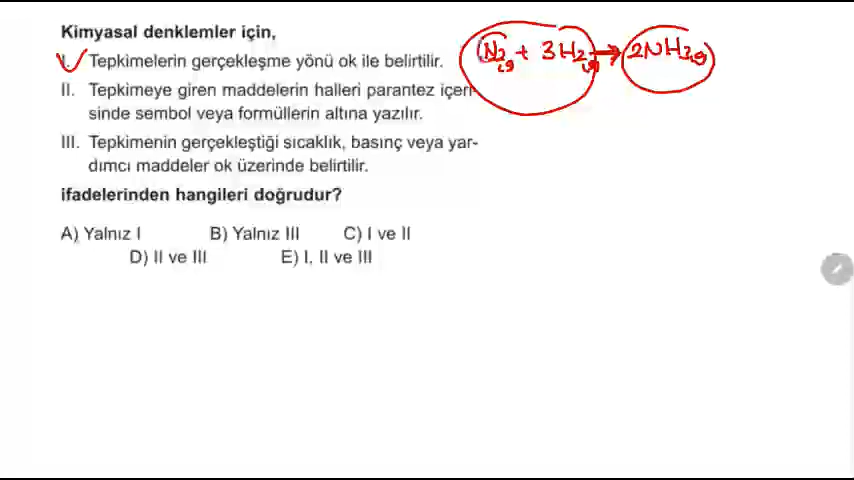 Kimyasal denklemler için,
I. Tepkimelerin gerçekleşme yönü ok ile belirtilir.
II. Tepkimeye giren maddelerin halleri parantez içeri-
sinde sembol veya formüllerin altına yazılır.
III. Tepkimenin gerçekleştiği sıcaklık, basınç veya yar-
dımcı maddeler ok üzerinde belirtilir.
ifadelerinden hangileri doğrudur?
A) Yalnız I B) Yalnız III C) I ve II
D) II ve III E) I, II ve III
N2(g) + 3H2(g) → 2NH3(g)